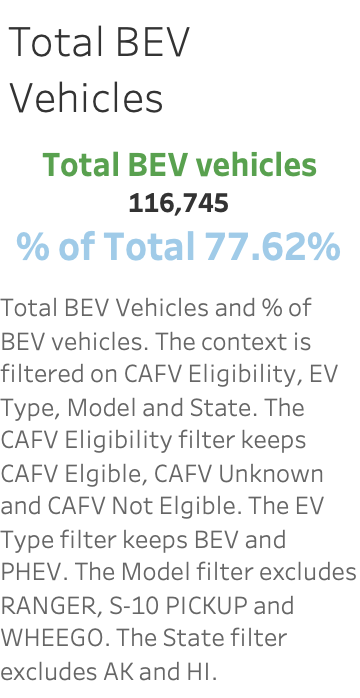 Total BEV
Vehicles
Total BEV vehicles
116,745
% of Total 77.62%
Total BEV Vehicles and % of
BEV vehicles. The context is
filtered on CAFV Eligibility, EV
Type, Model and State. The
CAFV Eligibility filter keeps
CAFV Elgible, CAFV Unknown
and CAFV Not Elgible. The EV
Type filter keeps BEV and
PHEV. The Model filter excludes
RANGER, S-10 PICKUP and
WHEEGO. The State filter
excludes AK and HI.